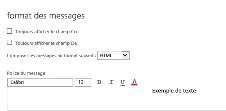 format des messages
Toujours afficher le champ Cci
Toujours afficher le champ De
Composer les messages au format suivant : HTML
Police du message
Calibri 12 B I U A
Exemple de texte